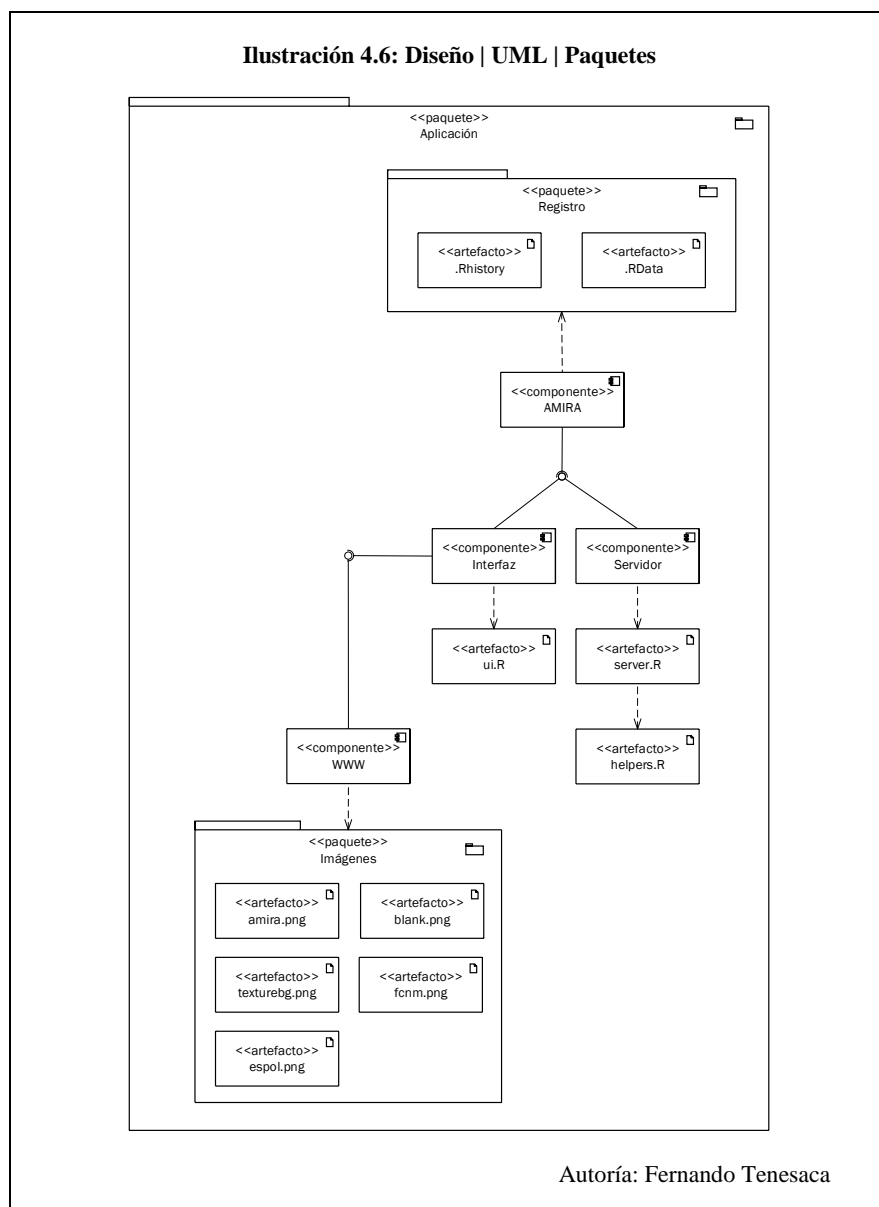 Ilustración 4.6: Diseño | UML | Paquetes
<<paquete>>
Aplicación
<<paquete>>
Registro
<<artefacto>>
.Rhistory
<<artefacto>>
.RData
<<componente>>
AMIRA
<<componente>>
Interfaz
<<componente>>
Servidor
<<artefacto>>
ui.R
<<artefacto>>
server.R
<<componente>>
WWW
<<artefacto>>
helpers.R
<<paquete>>
Imágenes
<<artefacto>>
amira.png
<<artefacto>>
blank.png
<<artefacto>>
texturebg.png
<<artefacto>>
fcnm.png
<<artefacto>>
espol.png
Autoría: Fernando Tenesaca